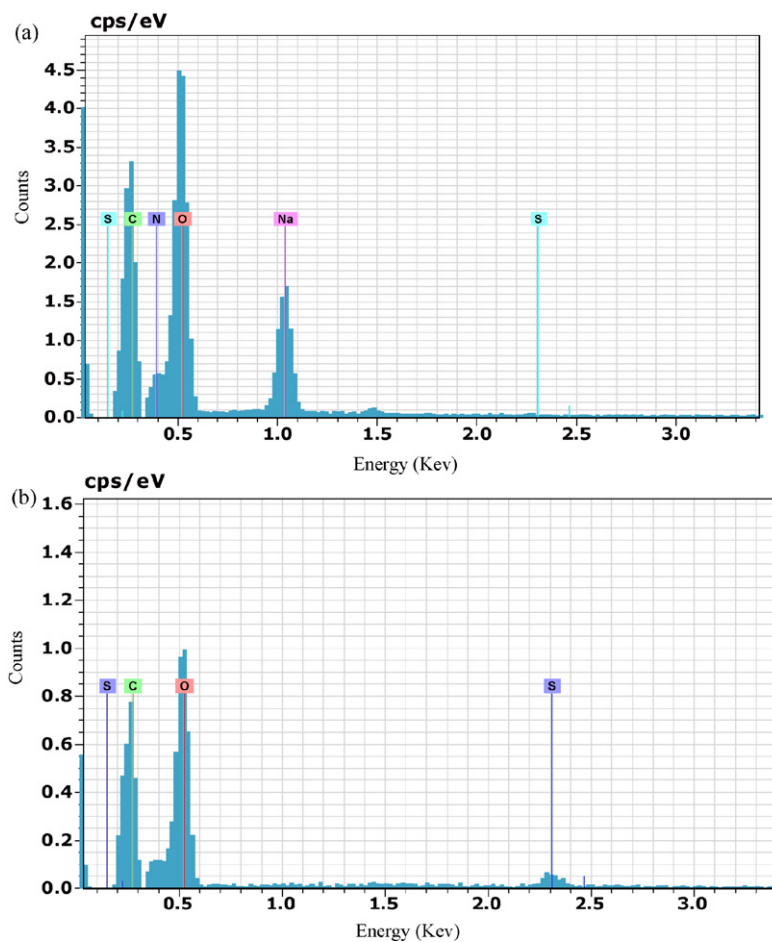 (a)
cps/eV
4.5
4.0
3.5
3.0
2.5
2.0
1.5
1.0
0.5
0.0
Counts
S C N O Na S
0.5 1.0 1.5 2.0 2.5 3.0
Energy (Kev)
(b)
cps/eV
1.6
1.4
1.2
1.0
0.8
0.6
0.4
0.2
0.0
Counts
S C O S
0.5 1.0 1.5 2.0 2.5 3.0
Energy (Kev)